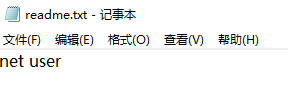 readme.txt - 记事本
文件(F) 编辑(E) 格式(O) 查看(V) 帮助(H)
net user